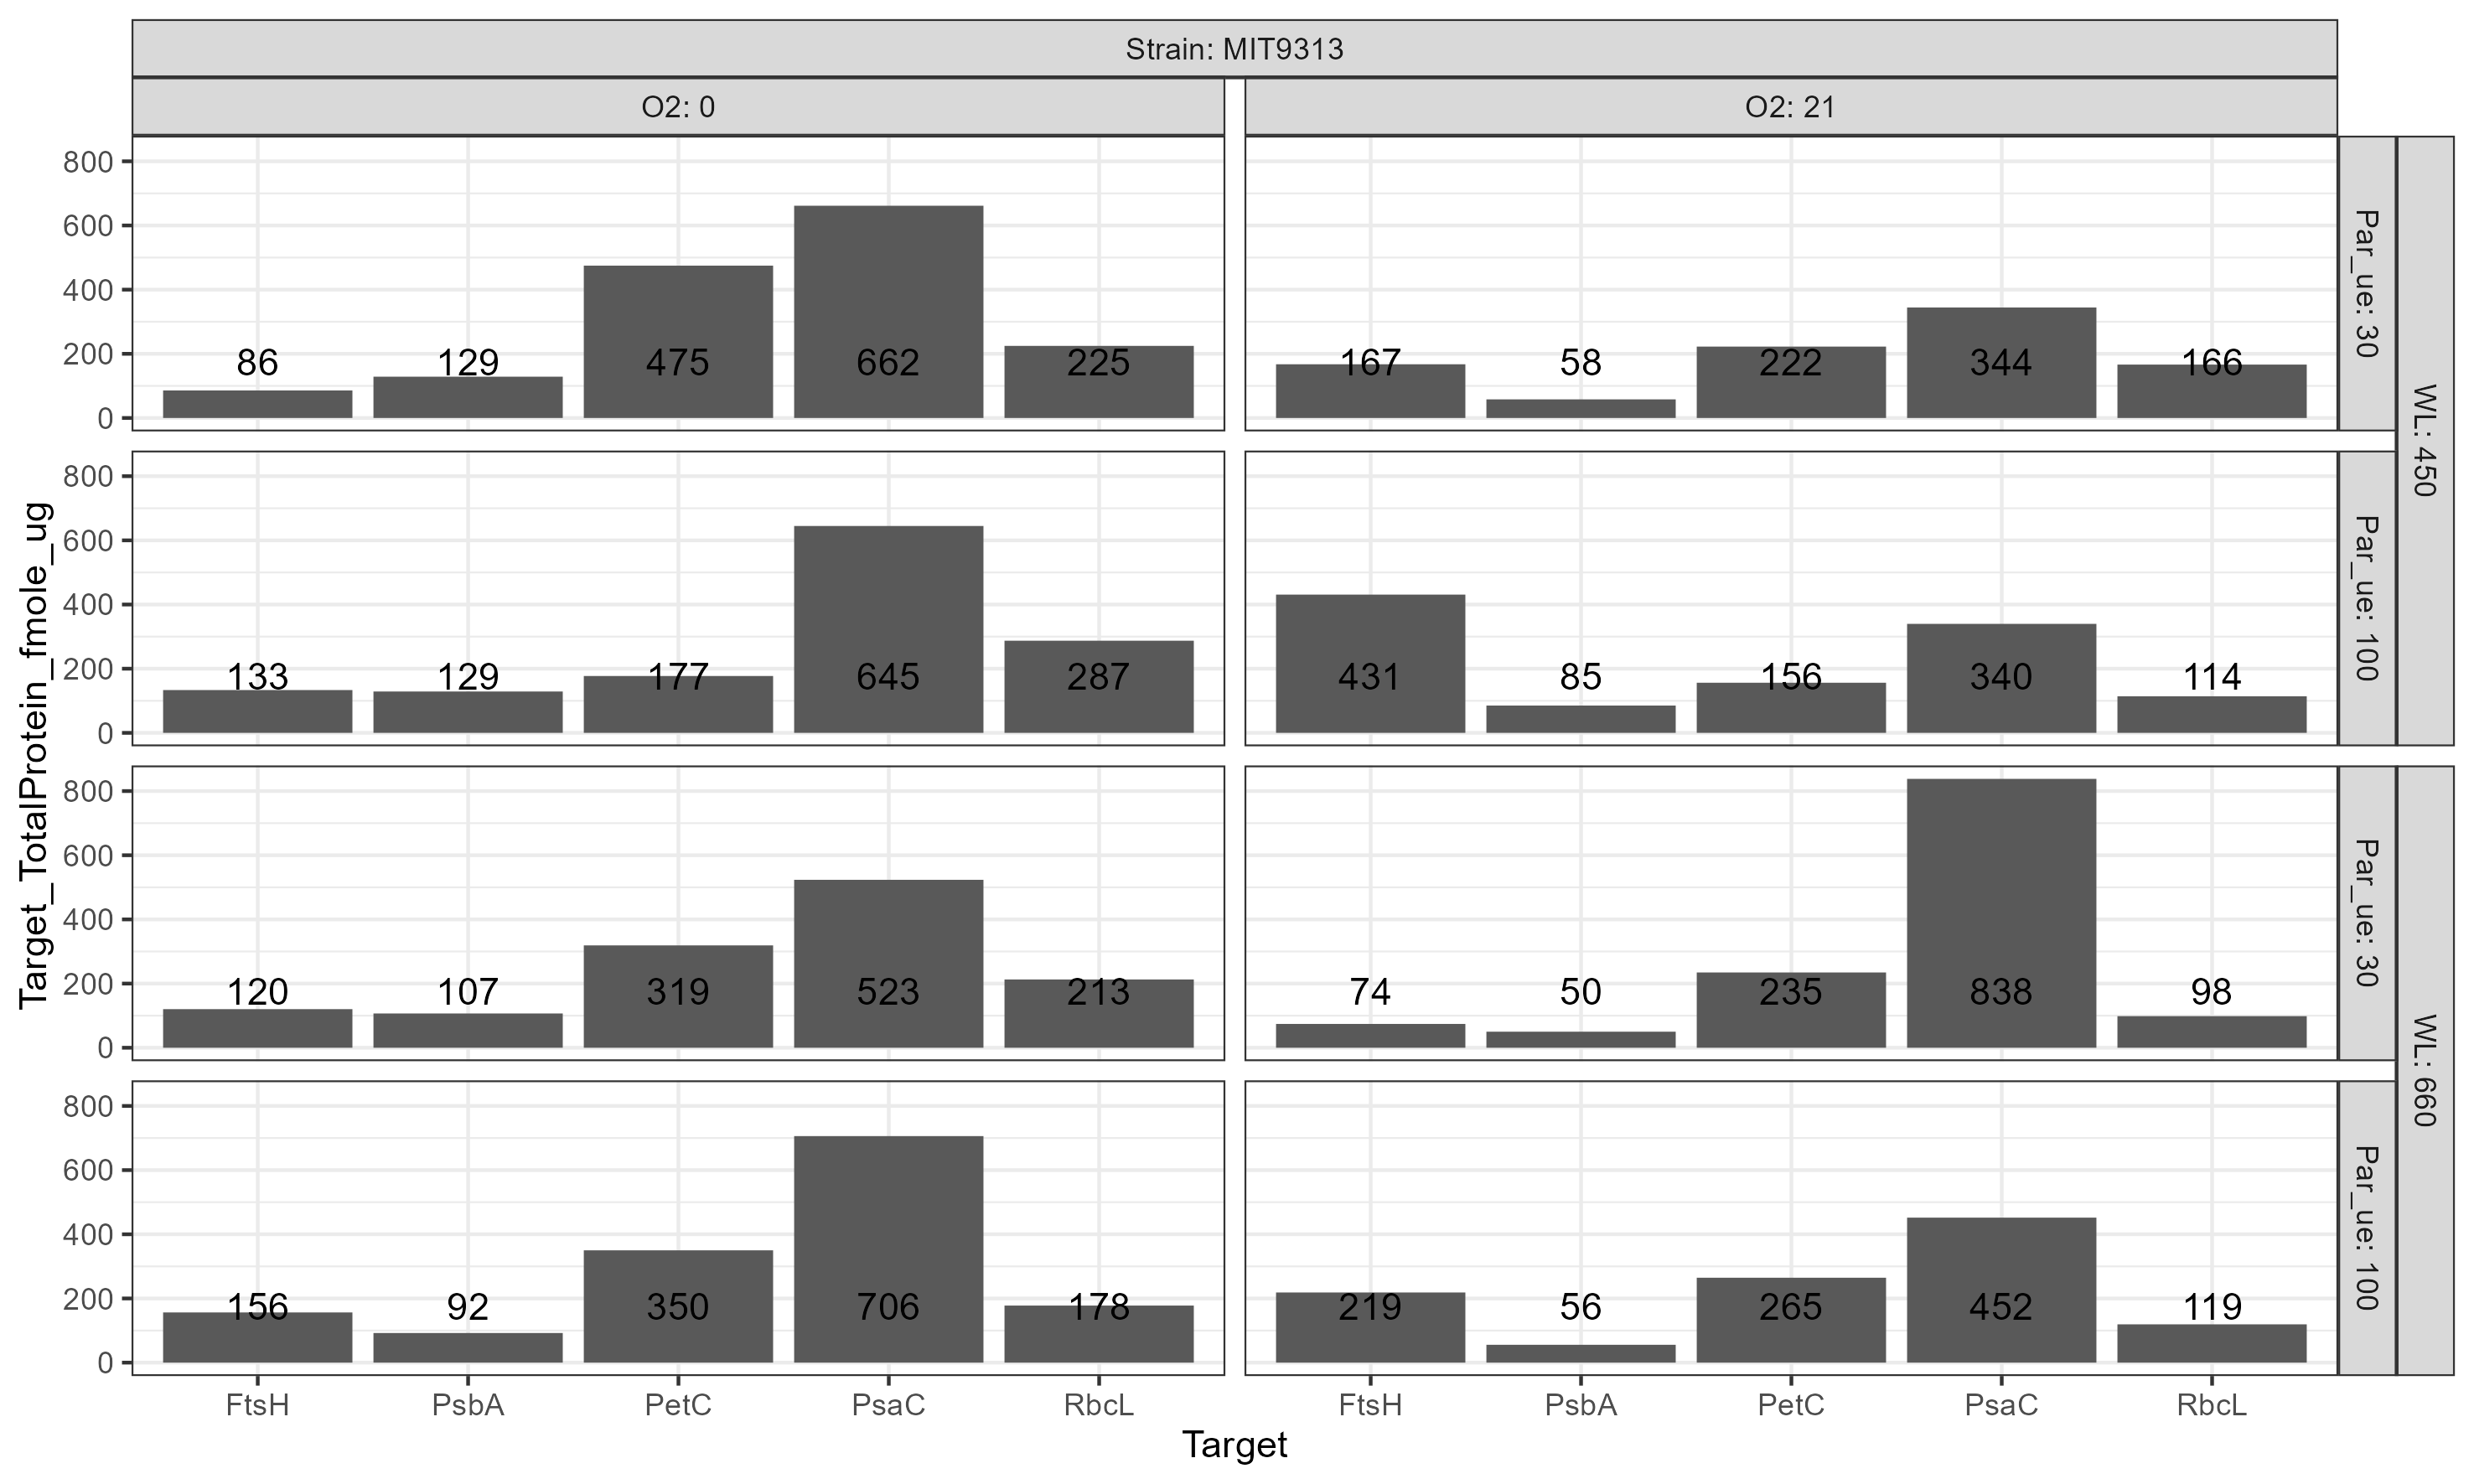 Strain: MIT9313
O2: 0
O2: 21
800
600
400
200
0
86
129
475
662
225
167
58
222
344
166
Par_ue: 30
WL: 450
800
600
400
200
0
133
129
177
645
287
431
85
156
340
114
Par_ue: 100
Target_TotalProtein_fmole_ug
800
600
400
200
0
120
107
319
523
213
74
50
235
838
98
Par_ue: 30
WL: 660
800
600
400
200
0
156
92
350
706
178
219
56
265
452
119
Par_ue: 100
FtsH
PsbA
PetC
PsaC
RbcL
FtsH
PsbA
PetC
PsaC
RbcL
Target